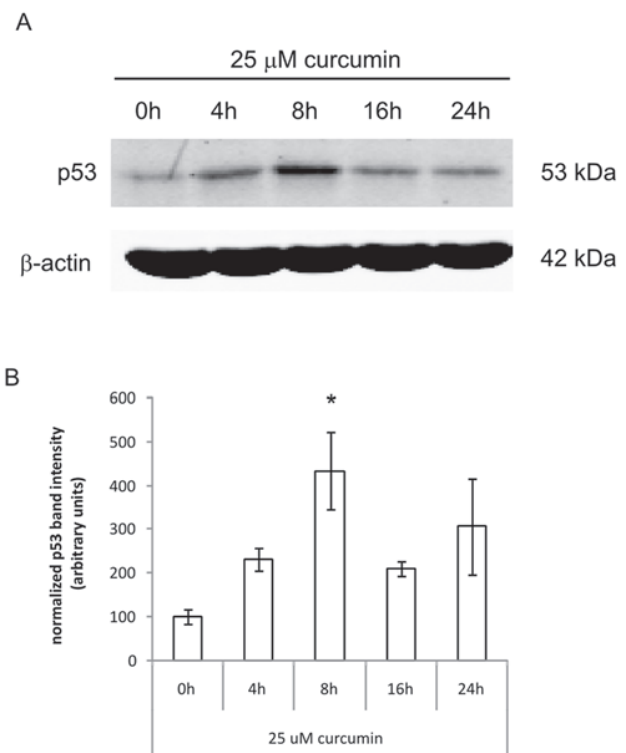 A
25 μM curcumin
0h 4h 8h 16h 24h
p53 53 kDa
β-actin 42 kDa
B
normalized p53 band intensity
(arbitrary units)
600
500
400
300
200
100
0
*
0h 4h 8h 16h 24h
25 uM curcumin